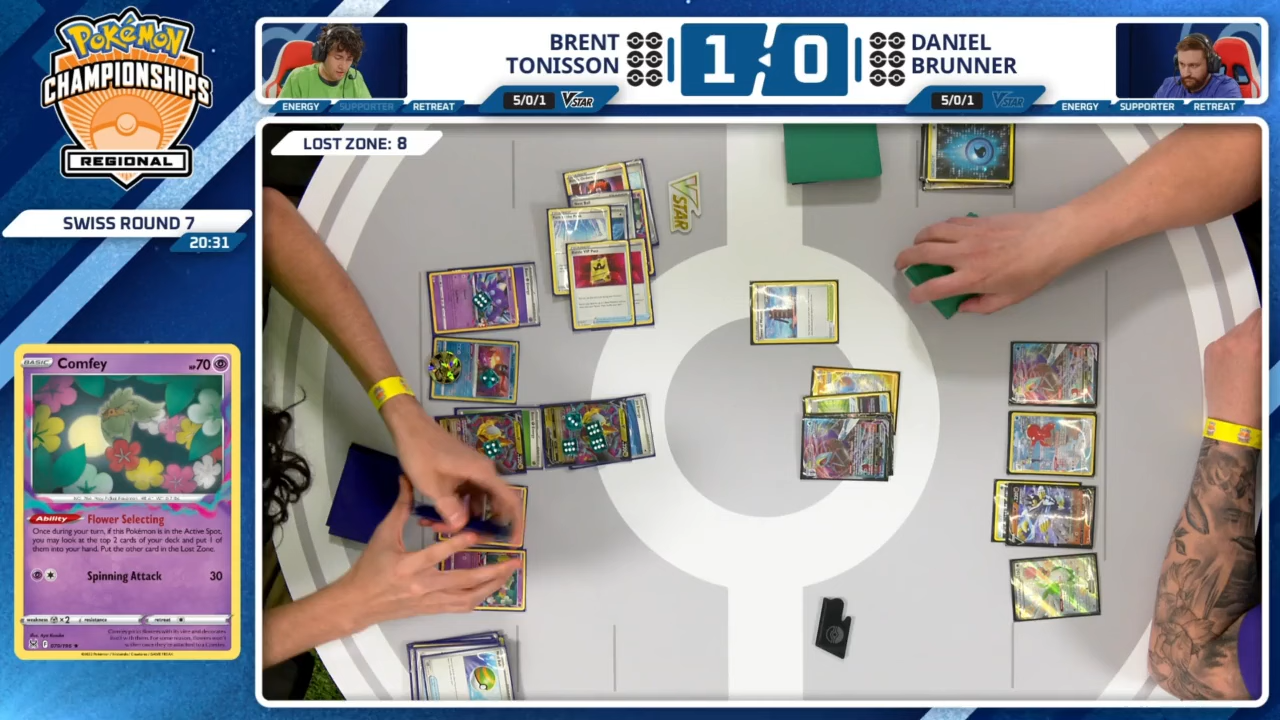 POKéMON
CHAMPIONSHIPS
REGIONAL
SWISS ROUND 7
20:31
BRENT
TONISSON
1
0
DANIEL
BRUNNER
ENERGY SUPPORTER RETREAT
5/0/1 VSTAR
5/0/1 VSTAR
ENERGY SUPPORTER RETREAT
LOST ZONE: 8
VSTAR
BASIC Comfey HP70
Ability Flower Selecting
Once during your turn, if this Pokémon is in the Active Spot,
you may look at the top 2 cards of your deck and put 1 of
them into your hand. Put the other card in the Lost Zone.
Spinning Attack 30
weakness ×2 resistance retreat